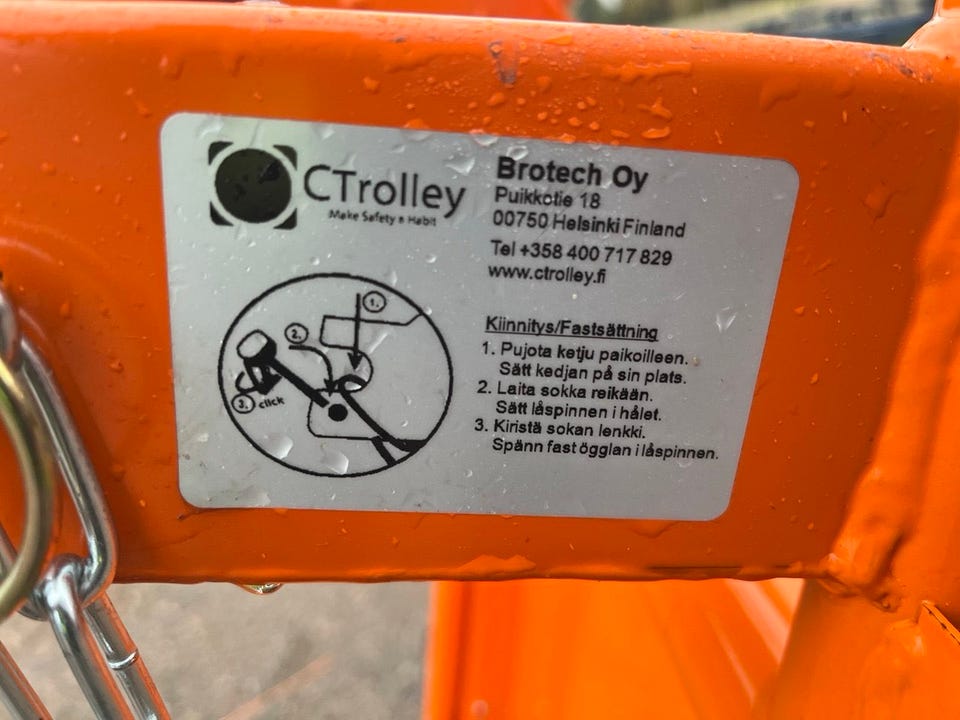 CTrolley
Make Safety a Habit
Brotech Oy
Puikkotie 18
00750 Helsinki Finland
Tel +358 400 717 829
www.ctrolley.fi
1.
2.
3. click
Kiinnitys/Fastsättning
1. Pujota ketju paikoilleen.
Sätt kedjan på sin plats.
2. Laita sokka reikään.
Sätt låspinnen i hålet.
3. Kiristä sokan lenkki.
Spänn fast ögglan i låspinnen.